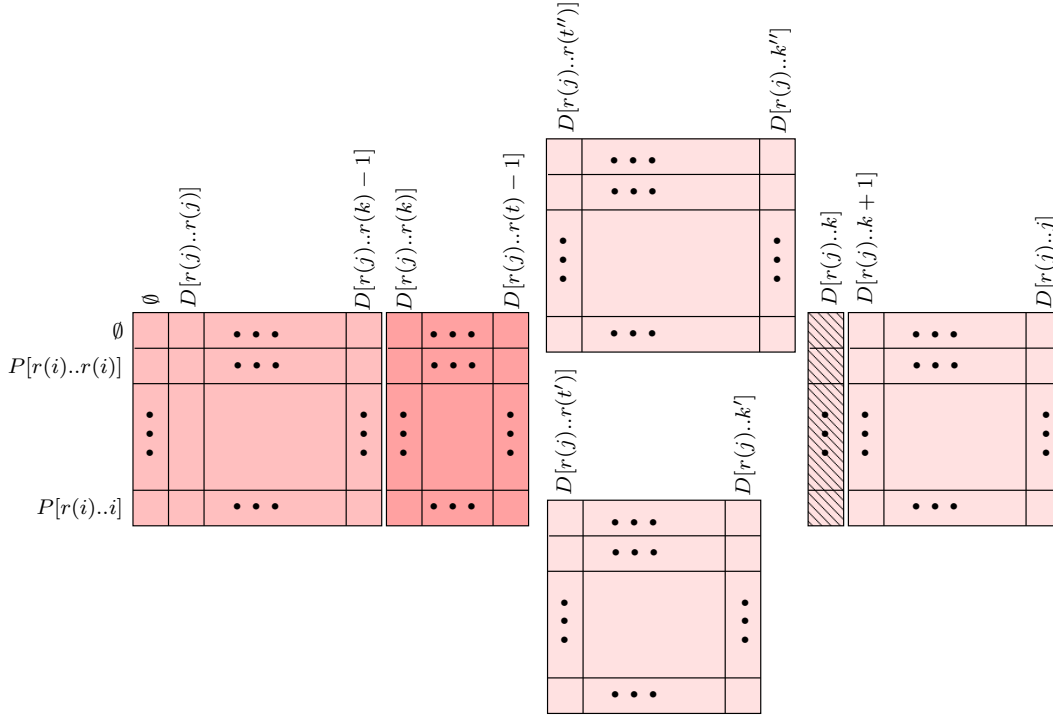 D[r(j)..r(t′′)]
D[r(j)..k′′]
∅
D[r(j)..r(j)]
D[r(j)..r(k) − 1]
D[r(j)..r(k)]
D[r(j)..r(t) − 1]
D[r(j)..k]
D[r(j)..k + 1]
D[r(j)..j]
∅
P[r(i)..r(i)]
P[r(i)..i]
D[r(j)..r(t′)]
D[r(j)..k′]